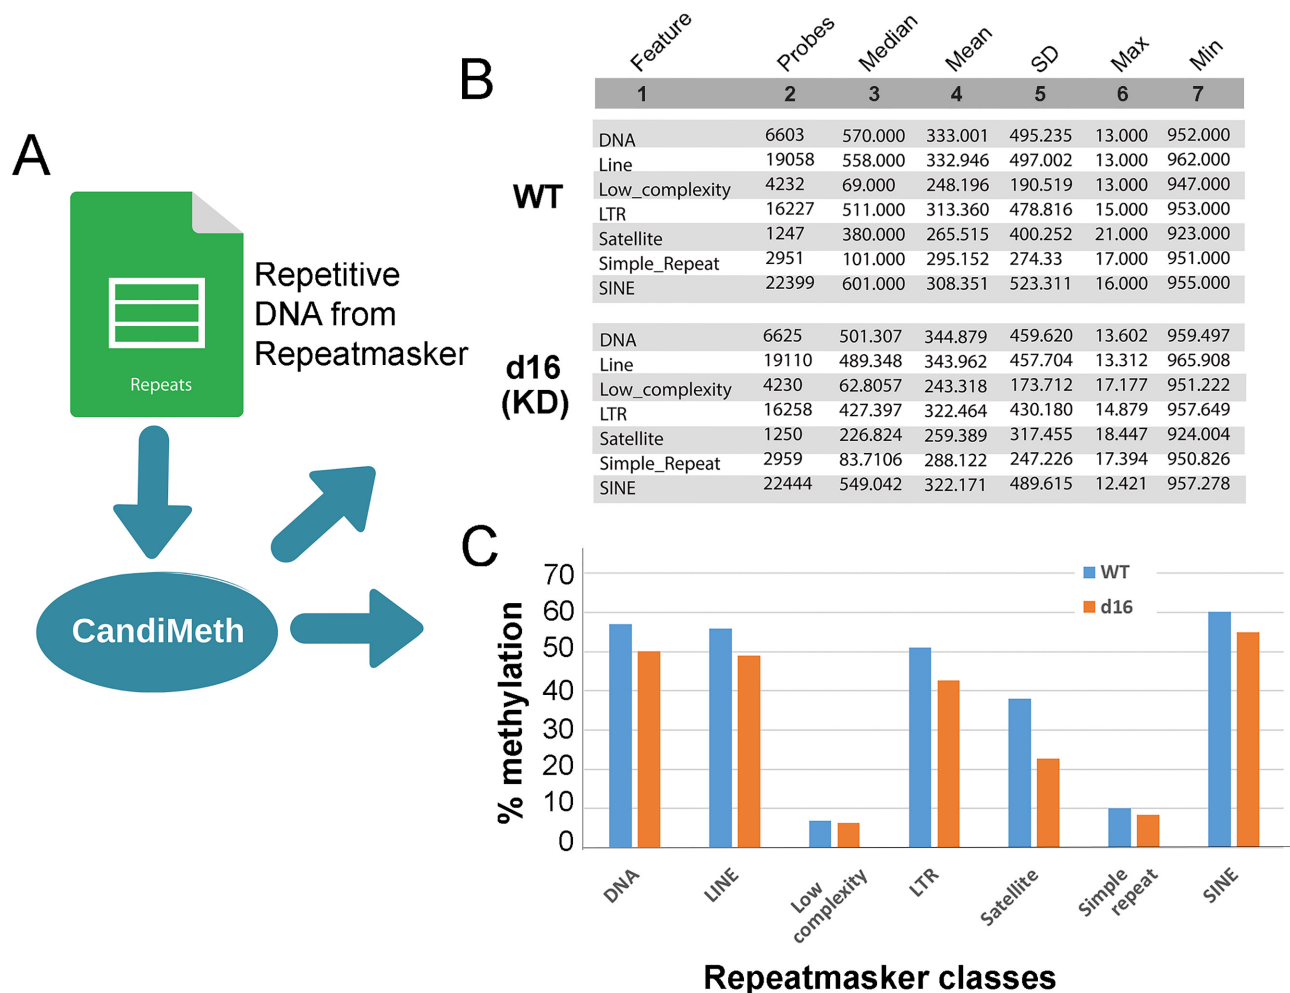 A
Repeats
Repetitive
DNA from
Repeatmasker
CandiMeth
B
Feature Probes Median Mean SD Max Min
1 2 3 4 5 6 7
WT
DNA 6603 570.000 333.001 495.235 13.000 952.000
Line 19058 558.000 332.946 497.002 13.000 962.000
Low_complexity 4232 69.000 248.196 190.519 13.000 947.000
LTR 16227 511.000 313.360 478.816 15.000 953.000
Satellite 1247 380.000 265.515 400.252 21.000 923.000
Simple_Repeat 2951 101.000 295.152 274.33 17.000 951.000
SINE 22399 601.000 308.351 523.311 16.000 955.000
d16
(KD)
DNA 6625 501.307 344.879 459.620 13.602 959.497
Line 19110 489.348 343.962 457.704 13.312 965.908
Low_complexity 4230 62.8057 243.318 173.712 17.177 951.222
LTR 16258 427.397 322.464 430.180 14.879 957.649
Satellite 1250 226.824 259.389 317.455 18.447 924.004
Simple_Repeat 2959 83.7106 288.122 247.226 17.394 950.826
SINE 22444 549.042 322.171 489.615 12.421 957.278
C
% methylation
70
60
50
40
30
20
10
0
WT
d16
DNA
LINE
Low
complexity
LTR
Satellite
Simple
repeat
SINE
Repeatmasker classes